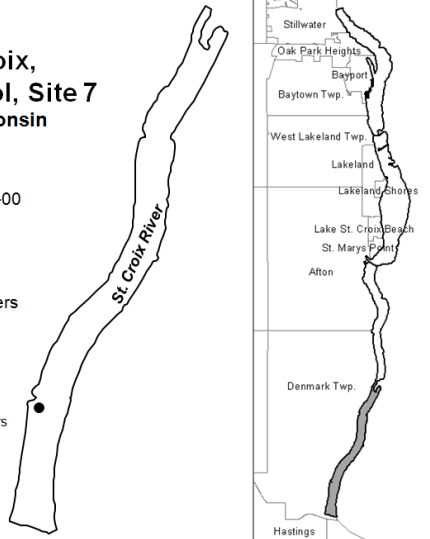 oix,
ol, Site 7
onsin
-00
ers
rs
St. Croix River
Stillwater
Oak Park Heights
Bayport
Baytown Twp.
West Lakeland Twp.
Lakeland
Lakeland Shores
Lake St. Croix Beach
St. Marys Point
Afton
Denmark Twp.
Hastings